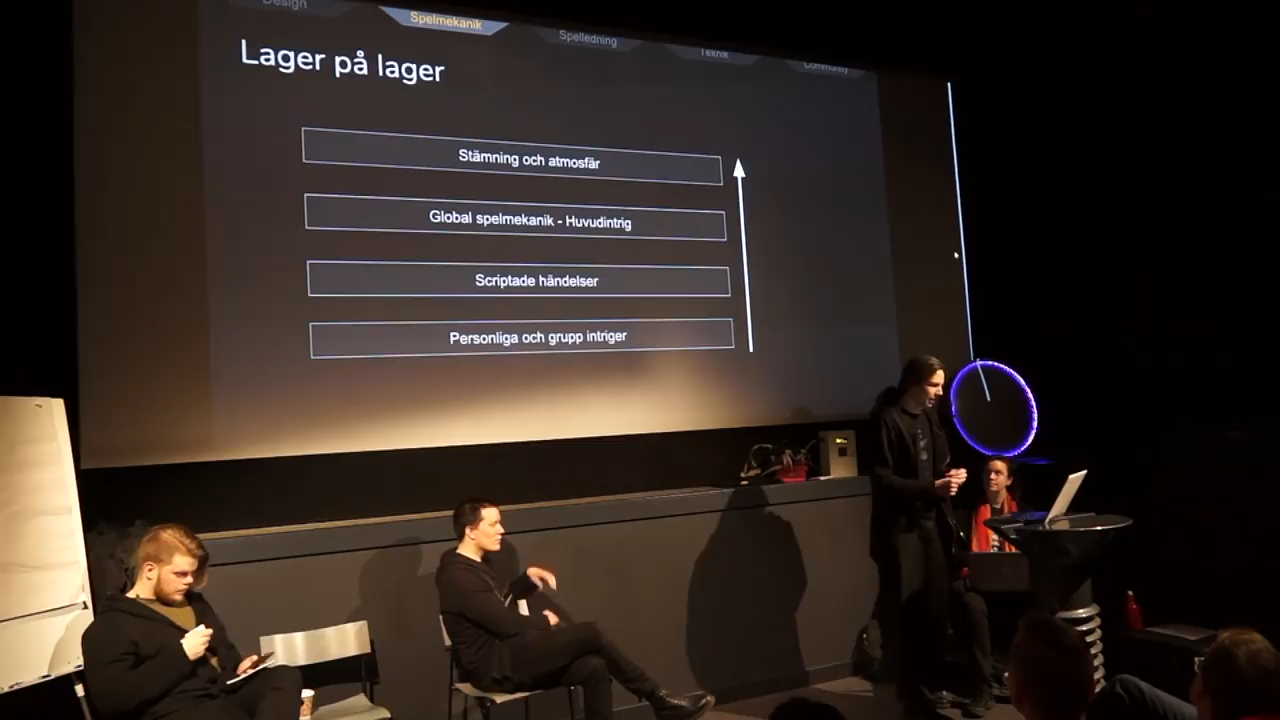 Design
Spelmekanik
Spelledning
Teknik
Community
Lager på lager
Stämning och atmosfär
Global spelmekanik - Huvudintrig
Scriptade händelser
Personliga och grupp intriger